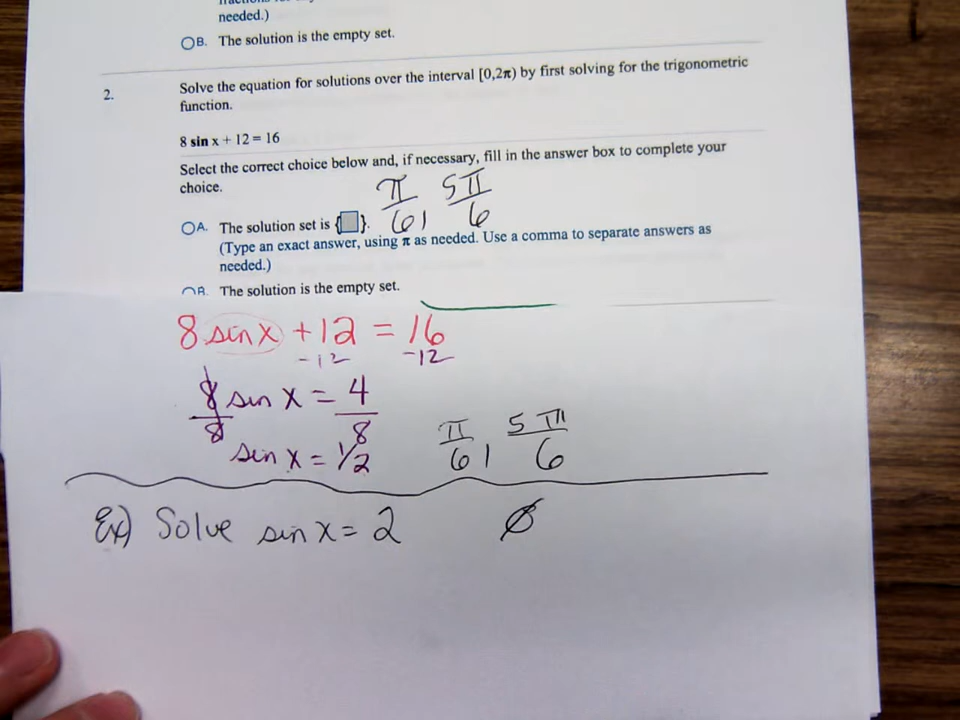 needed.)
B. The solution is the empty set.
2. Solve the equation for solutions over the interval [0,2π) by first solving for the trigonometric
function.
8 sin x + 12 = 16
Select the correct choice below and, if necessary, fill in the answer box to complete your
choice.
π/6, 5π/6
A. The solution set is { }.
(Type an exact answer, using π as needed. Use a comma to separate answers as
needed.)
B. The solution is the empty set.
8 sin x + 12 = 16
-12 -12
8 sin x = 4
8 8
sin x = 1/2 π/6, 5π/6
Ex) Solve sin x = 2 ∅